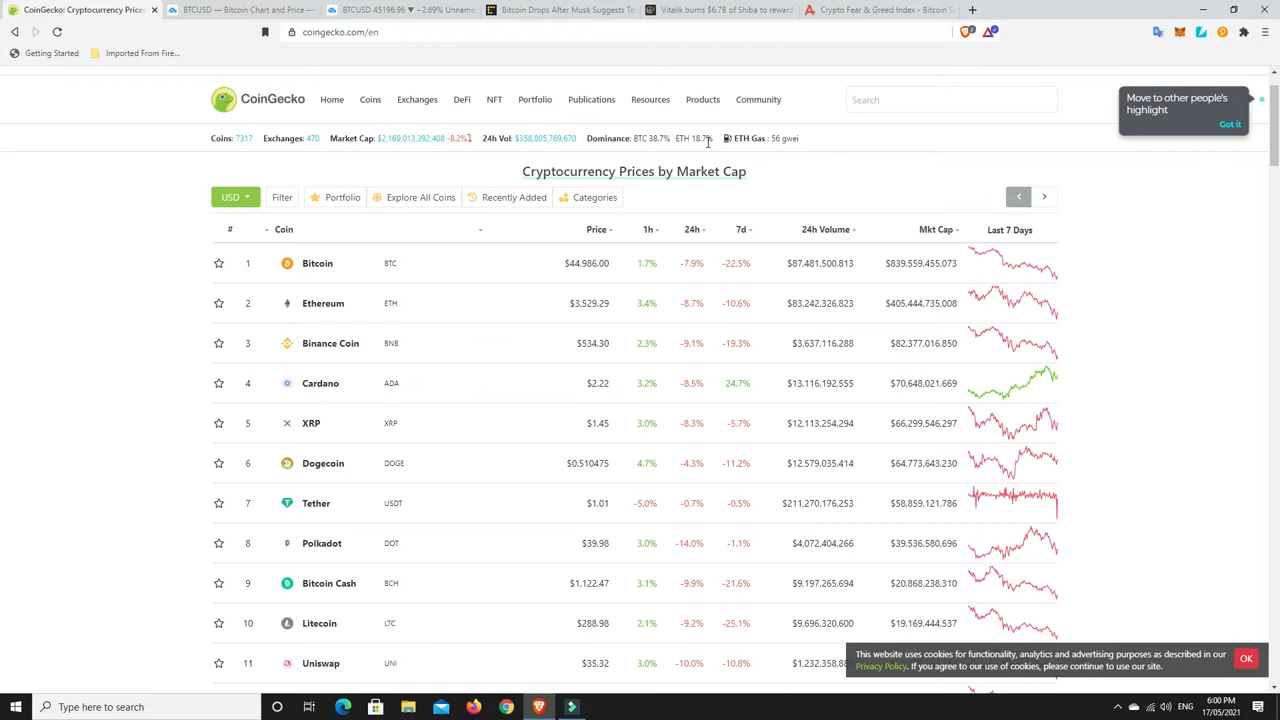 CoinGecko: Cryptocurrency Prices
BTCUSD — Bitcoin Chart and Price —
BTCUSD 45196.96 ▼ −2.69% Unname
Bitcoin Drops After Musk Suggests Te
Vitalik burns $6.7B of Shiba to reward
Crypto Fear & Greed Index - Bitcoin S
coingecko.com/en
Getting Started
Imported From Fire...
CoinGecko
Home
Coins
Exchanges
DeFi
NFT
Portfolio
Publications
Resources
Products
Community
Search
Move to other people's
highlight
Got it
Coins: 7317 Exchanges: 470 Market Cap: $2,169,013,392,408 -8.2% 24h Vol: $358,805,769,670 Dominance: BTC 38.7% ETH 18.7% ETH Gas : 56 gwei
Cryptocurrency Prices by Market Cap
USD Filter Portfolio Explore All Coins Recently Added Categories
# Coin Price 1h 24h 7d 24h Volume Mkt Cap Last 7 Days
1 Bitcoin BTC $44,986.00 1.7% -7.9% -22.5% $87,481,500,813 $839,559,455,073
2 Ethereum ETH $3,529.29 3.4% -8.7% -10.6% $83,242,326,823 $405,444,735,008
3 Binance Coin BNB $534.30 2.3% -9.1% -19.3% $3,637,116,288 $82,377,016,850
4 Cardano ADA $2.22 3.2% -8.5% 24.7% $13,116,192,555 $70,648,021,669
5 XRP XRP $1.45 3.0% -8.3% -5.7% $12,113,254,294 $66,299,546,297
6 Dogecoin DOGE $0.510475 4.7% -4.3% -11.2% $12,579,035,414 $64,773,643,230
7 Tether USDT $1.01 -5.0% -0.7% -0.5% $211,270,176,253 $58,859,121,786
8 Polkadot DOT $39.98 3.0% -14.0% -1.1% $4,072,404,266 $39,536,580,696
9 Bitcoin Cash BCH $1,122.47 3.1% -9.9% -21.6% $9,197,265,694 $20,868,238,310
10 Litecoin LTC $288.98 2.1% -9.2% -25.1% $9,696,320,600 $19,169,444,537
11 Uniswap UNI $35.32 3.0% -10.0% -10.8% $1,232,358,88
This website uses cookies for functionality, analytics and advertising purposes as described in our
Privacy Policy. If you agree to our use of cookies, please continue to use our site.
OK
Type here to search
ENG
6:00 PM
17/05/2021